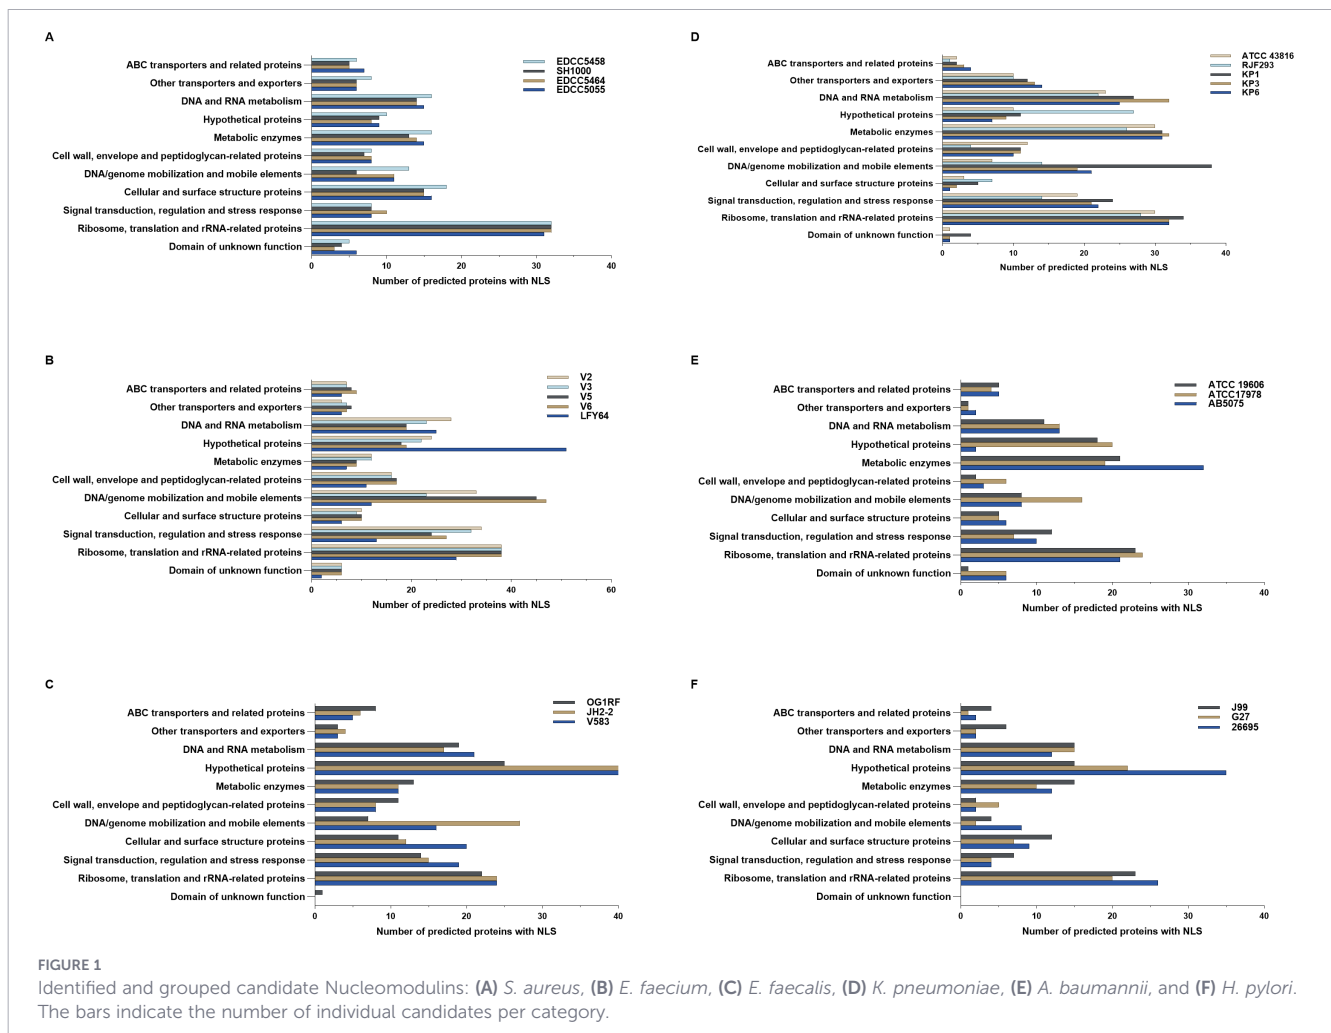 A
ABC transporters and related proteins
Other transporters and exporters
DNA and RNA metabolism
Hypothetical proteins
Metabolic enzymes
Cell wall, envelope and peptidoglycan-related proteins
DNA/genome mobilization and mobile elements
Cellular and surface structure proteins
Signal transduction, regulation and stress response
Ribosome, translation and rRNA-related proteins
Domain of unknown function
0 10 20 30 40
Number of predicted proteins with NLS
EDCC5458
SH1000
EDCC5464
EDCC5055
D
ABC transporters and related proteins
Other transporters and exporters
DNA and RNA metabolism
Hypothetical proteins
Metabolic enzymes
Cell wall, envelope and peptidoglycan-related proteins
DNA/genome mobilization and mobile elements
Cellular and surface structure proteins
Signal transduction, regulation and stress response
Ribosome, translation and rRNA-related proteins
Domain of unknown function
0 10 20 30 40
Number of predicted proteins with NLS
ATCC 43816
RJF293
KP1
KP3
KP6
B
ABC transporters and related proteins
Other transporters and exporters
DNA and RNA metabolism
Hypothetical proteins
Metabolic enzymes
Cell wall, envelope and peptidoglycan-related proteins
DNA/genome mobilization and mobile elements
Cellular and surface structure proteins
Signal transduction, regulation and stress response
Ribosome, translation and rRNA-related proteins
Domain of unknown function
0 20 40 60
Number of predicted proteins with NLS
V2
V3
V5
V6
LFY64
E
ABC transporters and related proteins
Other transporters and exporters
DNA and RNA metabolism
Hypothetical proteins
Metabolic enzymes
Cell wall, envelope and peptidoglycan-related proteins
DNA/genome mobilization and mobile elements
Cellular and surface structure proteins
Signal transduction, regulation and stress response
Ribosome, translation and rRNA-related proteins
Domain of unknown function
0 10 20 30 40
Number of predicted proteins with NLS
ATCC 19606
ATCC17978
AB5075
C
ABC transporters and related proteins
Other transporters and exporters
DNA and RNA metabolism
Hypothetical proteins
Metabolic enzymes
Cell wall, envelope and peptidoglycan-related proteins
DNA/genome mobilization and mobile elements
Cellular and surface structure proteins
Signal transduction, regulation and stress response
Ribosome, translation and rRNA-related proteins
Domain of unknown function
0 10 20 30 40
Number of predicted proteins with NLS
OG1RF
JH2-2
V583
F
ABC transporters and related proteins
Other transporters and exporters
DNA and RNA metabolism
Hypothetical proteins
Metabolic enzymes
Cell wall, envelope and peptidoglycan-related proteins
DNA/genome mobilization and mobile elements
Cellular and surface structure proteins
Signal transduction, regulation and stress response
Ribosome, translation and rRNA-related proteins
Domain of unknown function
0 10 20 30 40
Number of predicted proteins with NLS
J99
G27
26695
FIGURE 1
Identified and grouped candidate Nucleomodulins: (A) S. aureus, (B) E. faecium, (C) E. faecalis, (D) K. pneumoniae, (E) A. baumannii, and (F) H. pylori.
The bars indicate the number of individual candidates per category.